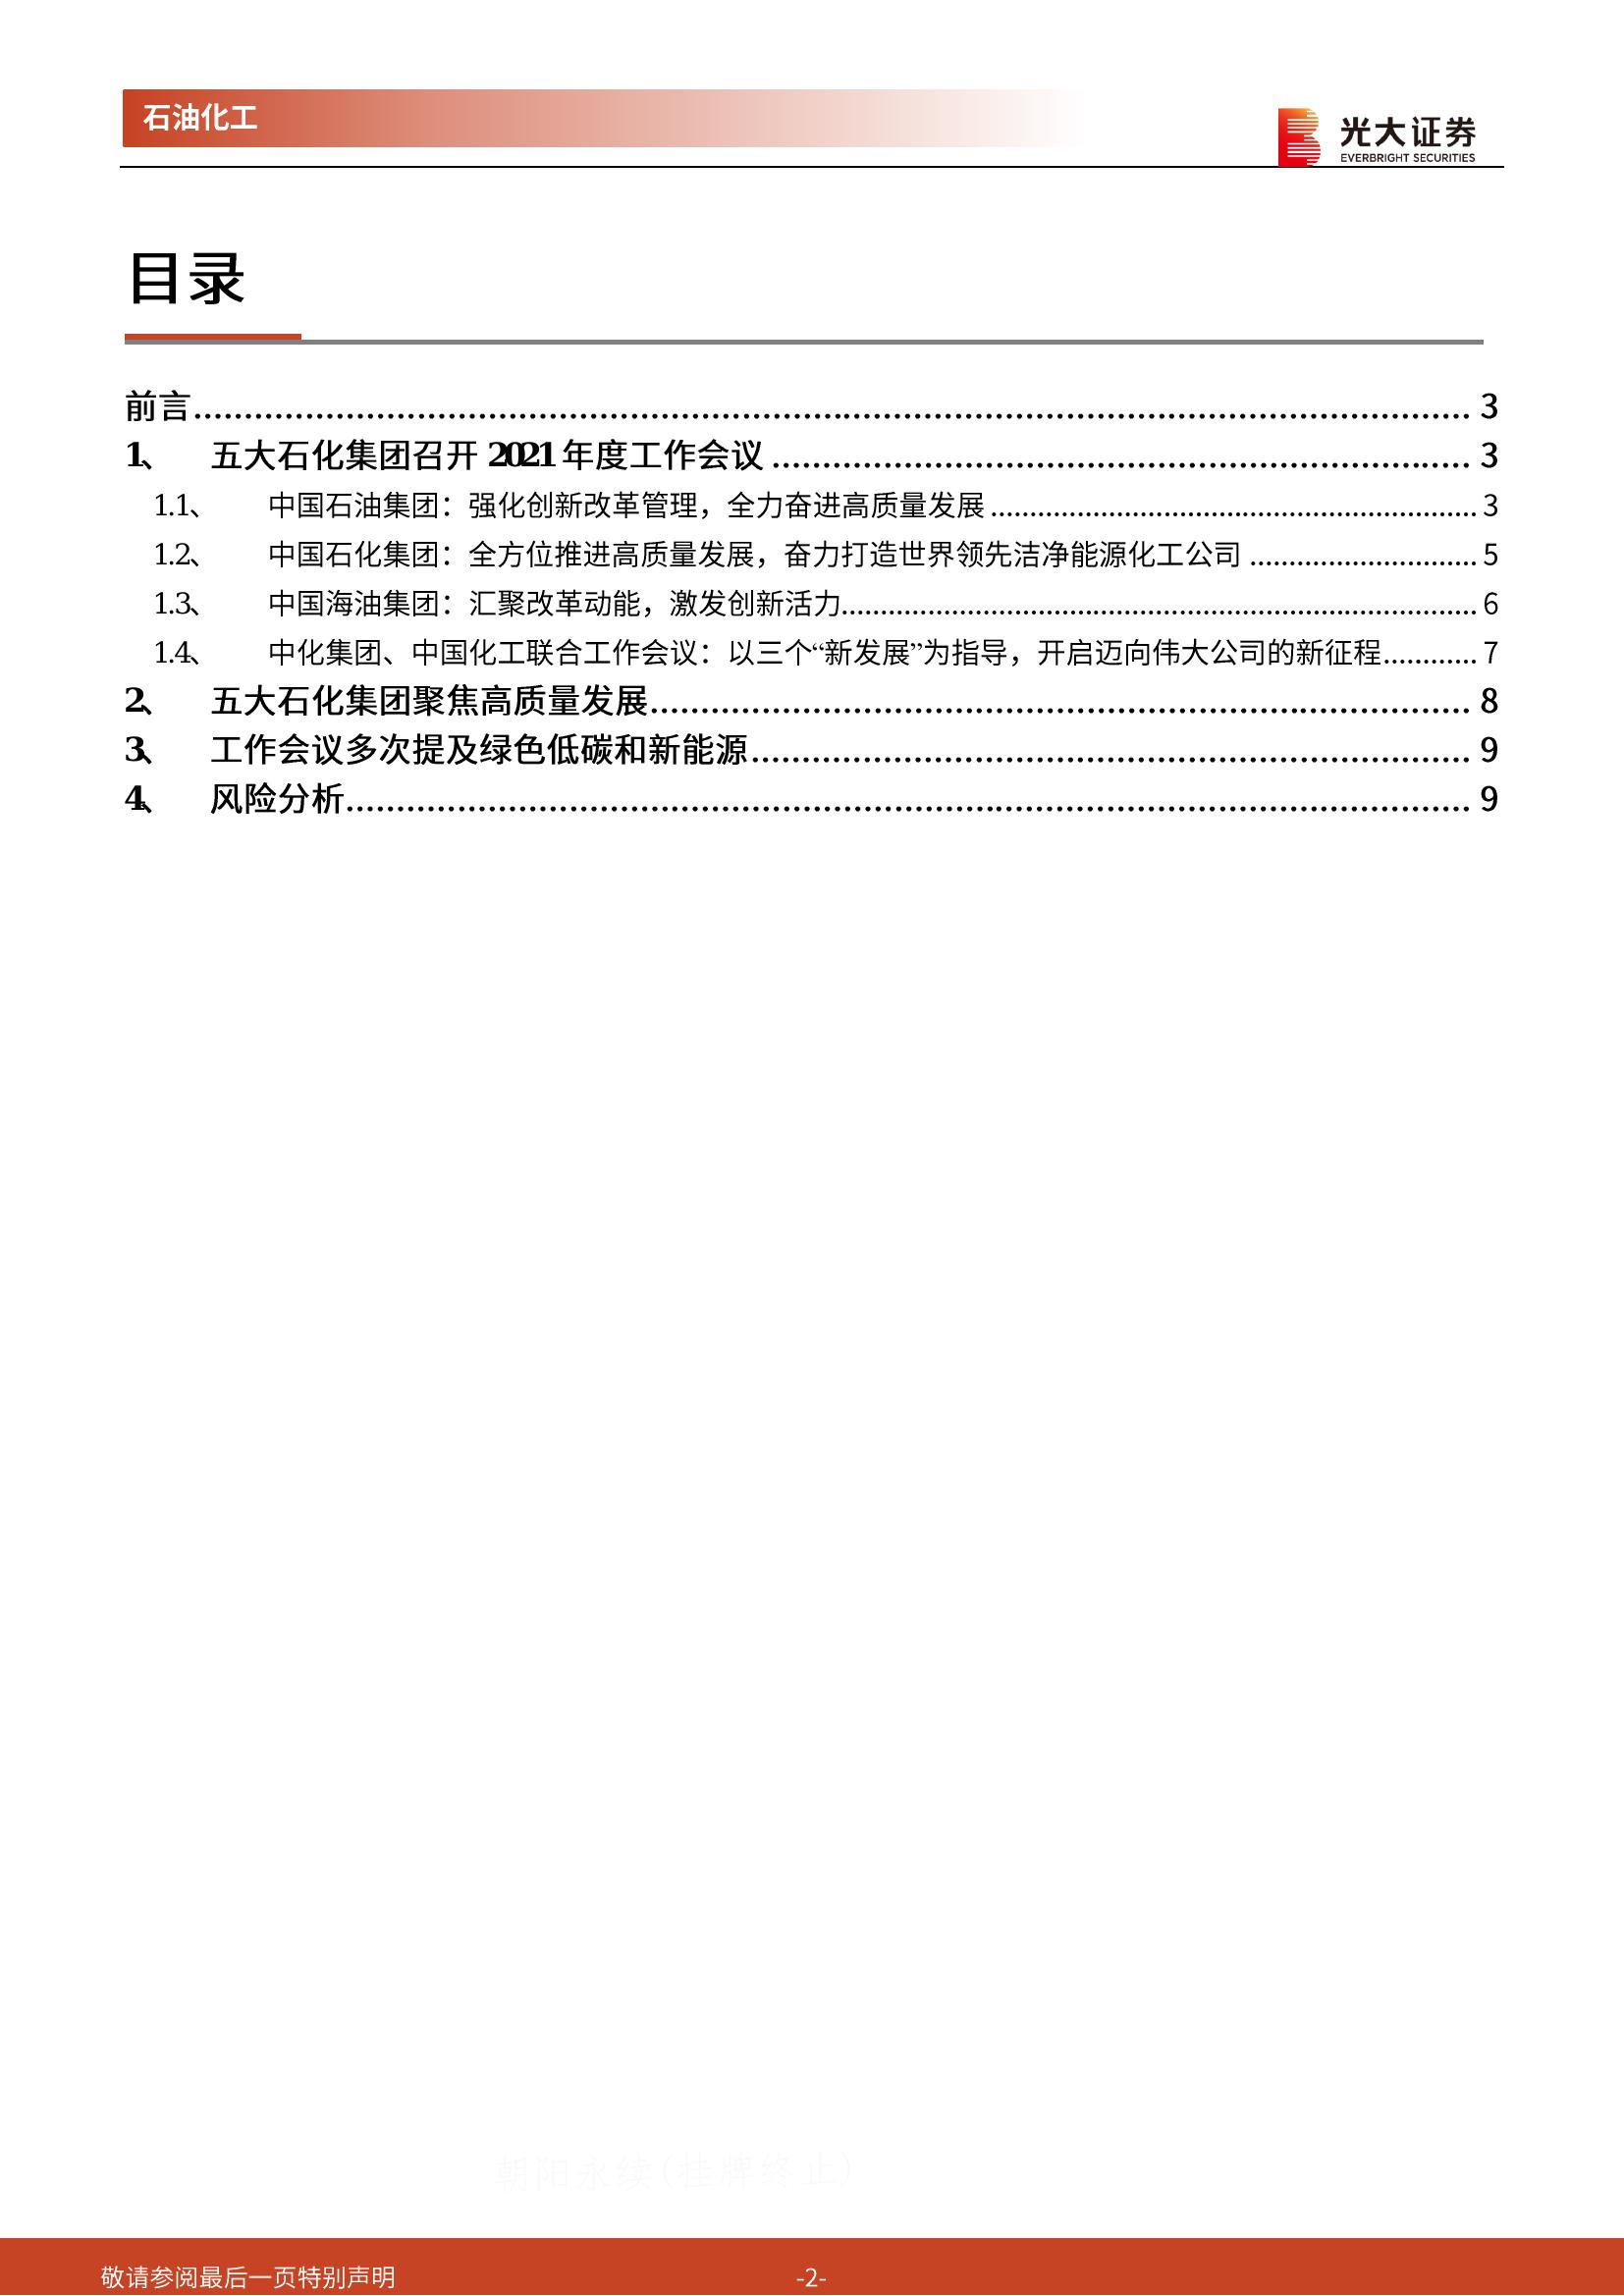 石油化工
光大证券
EVERBRIGHT SECURITIES
目录
前言 3
1、 五大石化集团召开 2021 年度工作会议 3
1.1、 中国石油集团：强化创新改革管理，全力奋进高质量发展 3
1.2、 中国石化集团：全方位推进高质量发展，奋力打造世界领先洁净能源化工公司 5
1.3、 中国海油集团：汇聚改革动能，激发创新活力 6
1.4、 中化集团、中国化工联合工作会议：以三个“新发展”为指导，开启迈向伟大公司的新征程 7
2、 五大石化集团聚焦高质量发展 8
3、 工作会议多次提及绿色低碳和新能源 9
4、 风险分析 9
朝阳永续(挂牌终止)
敬请参阅最后一页特别声明
-2-